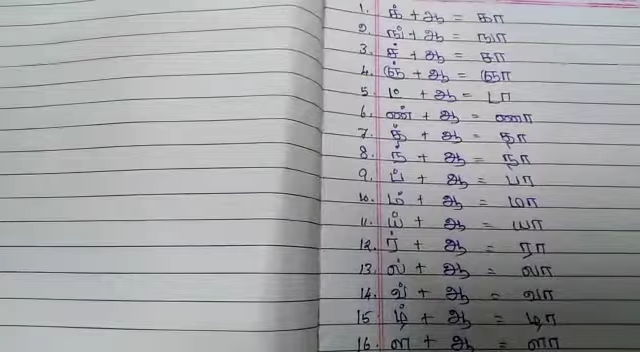 1. க் + ஆ = கா
2. ங் + ஆ = ஙா
3. ச் + ஆ = சா
4. ஞ் + ஆ = ஞா
5. ட் + ஆ = டா
6. ண் + ஆ = ணா
7. த் + ஆ = தா
8. ந் + ஆ = நா
9. ப் + ஆ = பா
10. ம் + ஆ = மா
11. ய் + ஆ = யா
12. ர் + ஆ = ரா
13. ல் + ஆ = லா
14. வ் + ஆ = வா
15. ழ் + ஆ = ழா
16. ள + ஆ = ளா